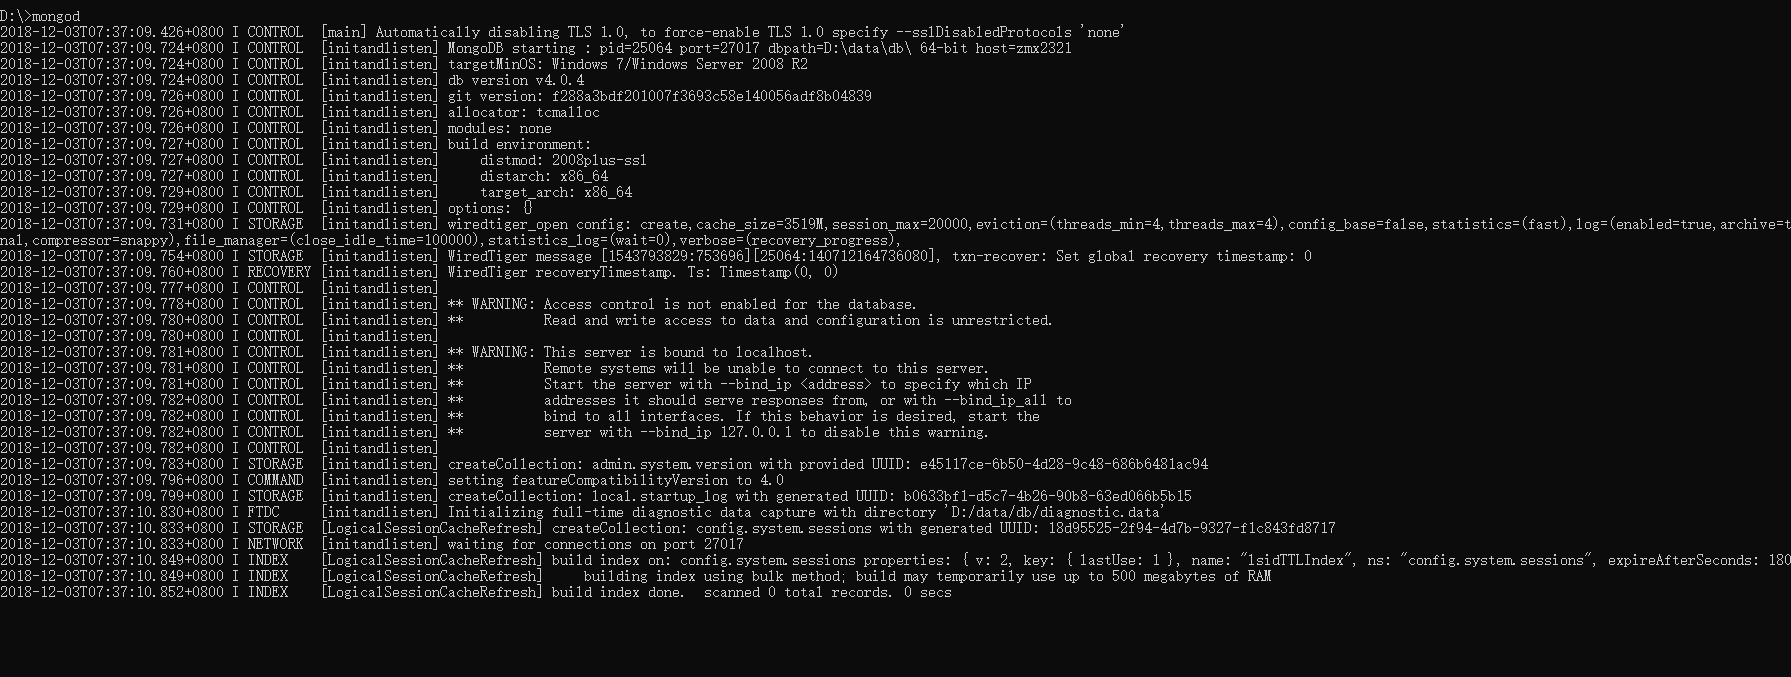 D:\>mongod
2018-12-03T07:37:09.426+0800 I CONTROL  [main] Automatically disabling TLS 1.0, to force-enable TLS 1.0 specify --sslDisabledProtocols 'none'
2018-12-03T07:37:09.724+0800 I CONTROL  [initandlisten] MongoDB starting : pid=25064 port=27017 dbpath=D:\data\db\ 64-bit host=zmx2321
2018-12-03T07:37:09.724+0800 I CONTROL  [initandlisten] targetMinOS: Windows 7/Windows Server 2008 R2
2018-12-03T07:37:09.724+0800 I CONTROL  [initandlisten] db version v4.0.4
2018-12-03T07:37:09.726+0800 I CONTROL  [initandlisten] git version: f288a3bdf201007f3693c58e140056adf8b04839
2018-12-03T07:37:09.726+0800 I CONTROL  [initandlisten] allocator: tcmalloc
2018-12-03T07:37:09.726+0800 I CONTROL  [initandlisten] modules: none
2018-12-03T07:37:09.727+0800 I CONTROL  [initandlisten] build environment:
2018-12-03T07:37:09.727+0800 I CONTROL  [initandlisten]     distmod: 2008plus-ssl
2018-12-03T07:37:09.727+0800 I CONTROL  [initandlisten]     distarch: x86_64
2018-12-03T07:37:09.729+0800 I CONTROL  [initandlisten]     target_arch: x86_64
2018-12-03T07:37:09.729+0800 I CONTROL  [initandlisten] options: {}
2018-12-03T07:37:09.731+0800 I STORAGE  [initandlisten] wiredtiger_open config: create,cache_size=3519M,session_max=20000,eviction=(threads_min=4,threads_max=4),config_base=false,statistics=(fast),log=(enabled=true,archive=t
nal,compressor=snappy),file_manager=(close_idle_time=100000),statistics_log=(wait=0),verbose=(recovery_progress),
2018-12-03T07:37:09.754+0800 I STORAGE  [initandlisten] WiredTiger message [1543793829:753696][25064:140712164736080], txn-recover: Set global recovery timestamp: 0
2018-12-03T07:37:09.760+0800 I RECOVERY [initandlisten] WiredTiger recoveryTimestamp. Ts: Timestamp(0, 0)
2018-12-03T07:37:09.777+0800 I CONTROL  [initandlisten]
2018-12-03T07:37:09.778+0800 I CONTROL  [initandlisten] ** WARNING: Access control is not enabled for the database.
2018-12-03T07:37:09.780+0800 I CONTROL  [initandlisten] **          Read and write access to data and configuration is unrestricted.
2018-12-03T07:37:09.780+0800 I CONTROL  [initandlisten]
2018-12-03T07:37:09.781+0800 I CONTROL  [initandlisten] ** WARNING: This server is bound to localhost.
2018-12-03T07:37:09.781+0800 I CONTROL  [initandlisten] **          Remote systems will be unable to connect to this server.
2018-12-03T07:37:09.781+0800 I CONTROL  [initandlisten] **          Start the server with --bind_ip <address> to specify which IP
2018-12-03T07:37:09.782+0800 I CONTROL  [initandlisten] **          addresses it should serve responses from, or with --bind_ip_all to
2018-12-03T07:37:09.782+0800 I CONTROL  [initandlisten] **          bind to all interfaces. If this behavior is desired, start the
2018-12-03T07:37:09.782+0800 I CONTROL  [initandlisten] **          server with --bind_ip 127.0.0.1 to disable this warning.
2018-12-03T07:37:09.782+0800 I CONTROL  [initandlisten]
2018-12-03T07:37:09.783+0800 I STORAGE  [initandlisten] createCollection: admin.system.version with provided UUID: e45117ce-6b50-4d28-9c48-686b6481ac94
2018-12-03T07:37:09.796+0800 I COMMAND  [initandlisten] setting featureCompatibilityVersion to 4.0
2018-12-03T07:37:09.799+0800 I STORAGE  [initandlisten] createCollection: local.startup_log with generated UUID: b0633bf1-d5c7-4b26-90b8-63ed066b5b15
2018-12-03T07:37:10.830+0800 I FTDC     [initandlisten] Initializing full-time diagnostic data capture with directory 'D:/data/db/diagnostic.data'
2018-12-03T07:37:10.833+0800 I STORAGE  [LogicalSessionCacheRefresh] createCollection: config.system.sessions with generated UUID: 18d95525-2f94-4d7b-9327-f1c843fd8717
2018-12-03T07:37:10.833+0800 I NETWORK  [initandlisten] waiting for connections on port 27017
2018-12-03T07:37:10.849+0800 I INDEX    [LogicalSessionCacheRefresh] build index on: config.system.sessions properties: { v: 2, key: { lastUse: 1 }, name: "lsidTTLIndex", ns: "config.system.sessions", expireAfterSeconds: 180
2018-12-03T07:37:10.849+0800 I INDEX    [LogicalSessionCacheRefresh]     building index using bulk method; build may temporarily use up to 500 megabytes of RAM
2018-12-03T07:37:10.852+0800 I INDEX    [LogicalSessionCacheRefresh] build index done.  scanned 0 total records. 0 secs